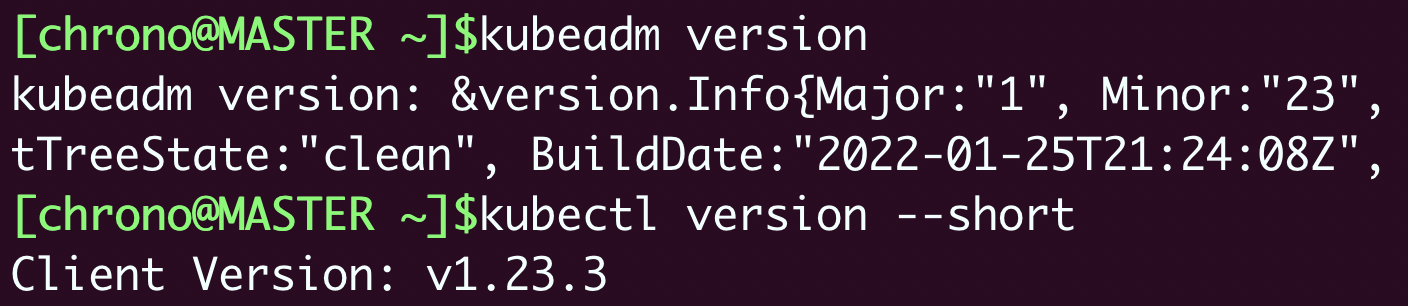 [chrono@MASTER ~]$kubeadm version
kubeadm version: &version.Info{Major:"1", Minor:"23",
tTreeState:"clean", BuildDate:"2022-01-25T21:24:08Z",
[chrono@MASTER ~]$kubectl version --short
Client Version: v1.23.3